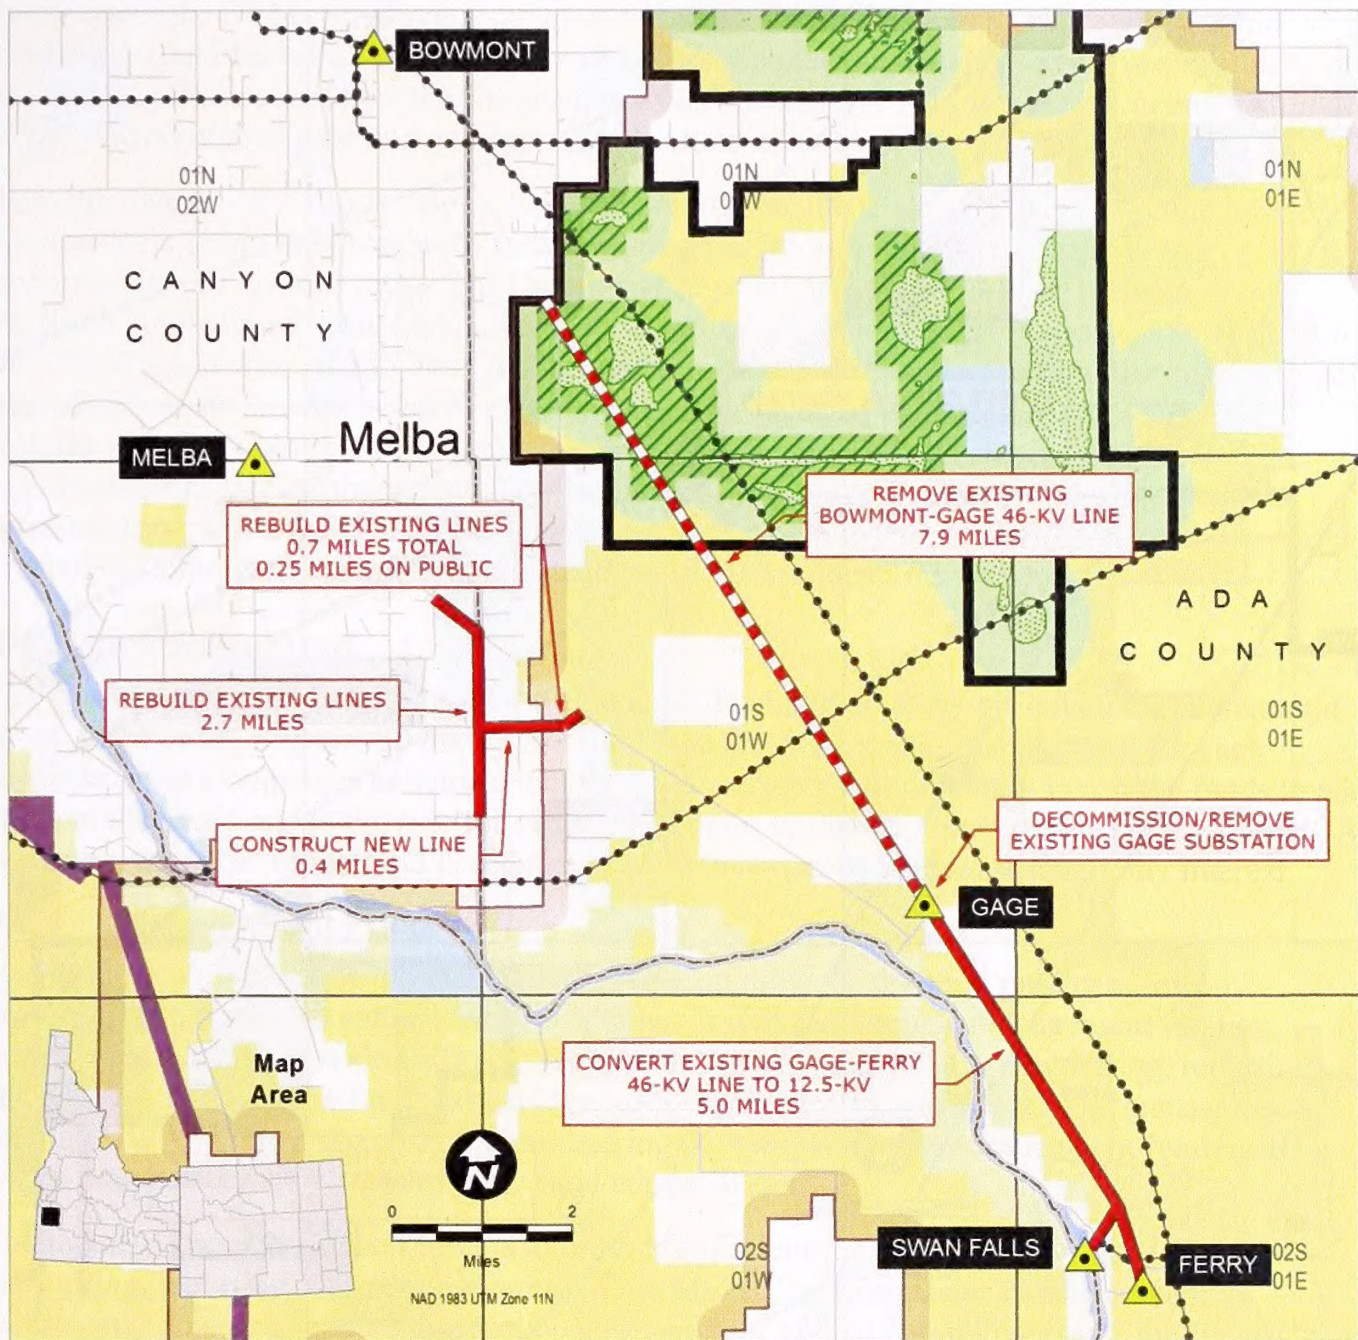 BOWMONT
01N
02W
01N
01W
01N
01E
CANYON
COUNTY
MELBA
Melba
REMOVE EXISTING
BOWMONT-GAGE 46-KV LINE
7.9 MILES
REBUILD EXISTING LINES
0.7 MILES TOTAL
0.25 MILES ON PUBLIC
ADA
COUNTY
REBUILD EXISTING LINES
2.7 MILES
01S
01W
01S
01E
CONSTRUCT NEW LINE
0.4 MILES
DECOMMISSION/REMOVE
EXISTING GAGE SUBSTATION
GAGE
Map
Area
CONVERT EXISTING GAGE-FERRY
46-KV LINE TO 12.5-KV
5.0 MILES
N
0 2
Miles
NAD 1983 UTM Zone 11N
SWAN FALLS
FERRY
02S
01W
02S
01E